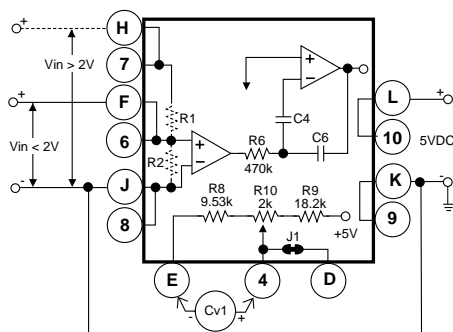 +
H
Vin > 2V
7
+
F
R1
+
-
C4
L
+
6
+
-
R6
470k
C6
10
5VDC
Vin < 2V
R2
-
J
K
-
8
R8
9.53k
R10
2k
R9
18.2k
9
+5V
J1
E
4
D
-
Cv1
+